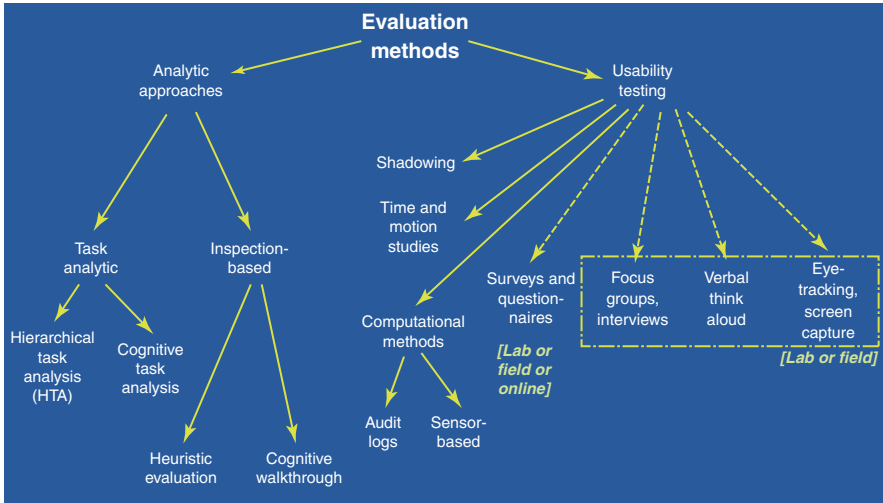 Evaluation
methods
Analytic
approaches
Usability
testing
Shadowing
Time and
motion
studies
Task
analytic
Inspection-
based
Surveys and
question-
naires
Focus
groups,
interviews
Verbal
think
aloud
Eye-
tracking,
screen
capture
Hierarchical
task
analysis
(HTA)
Cognitive
task
analysis
Computational
methods
[Lab or
field or
online]
[Lab or field]
Audit
logs
Sensor-
based
Heuristic
evaluation
Cognitive
walkthrough